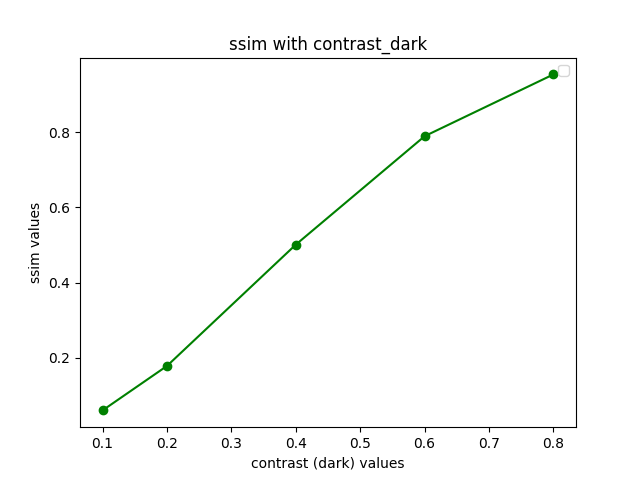 ssim with contrast_dark
ssim values
0.8
0.6
0.4
0.2
0.1 0.2 0.3 0.4 0.5 0.6 0.7 0.8
contrast (dark) values